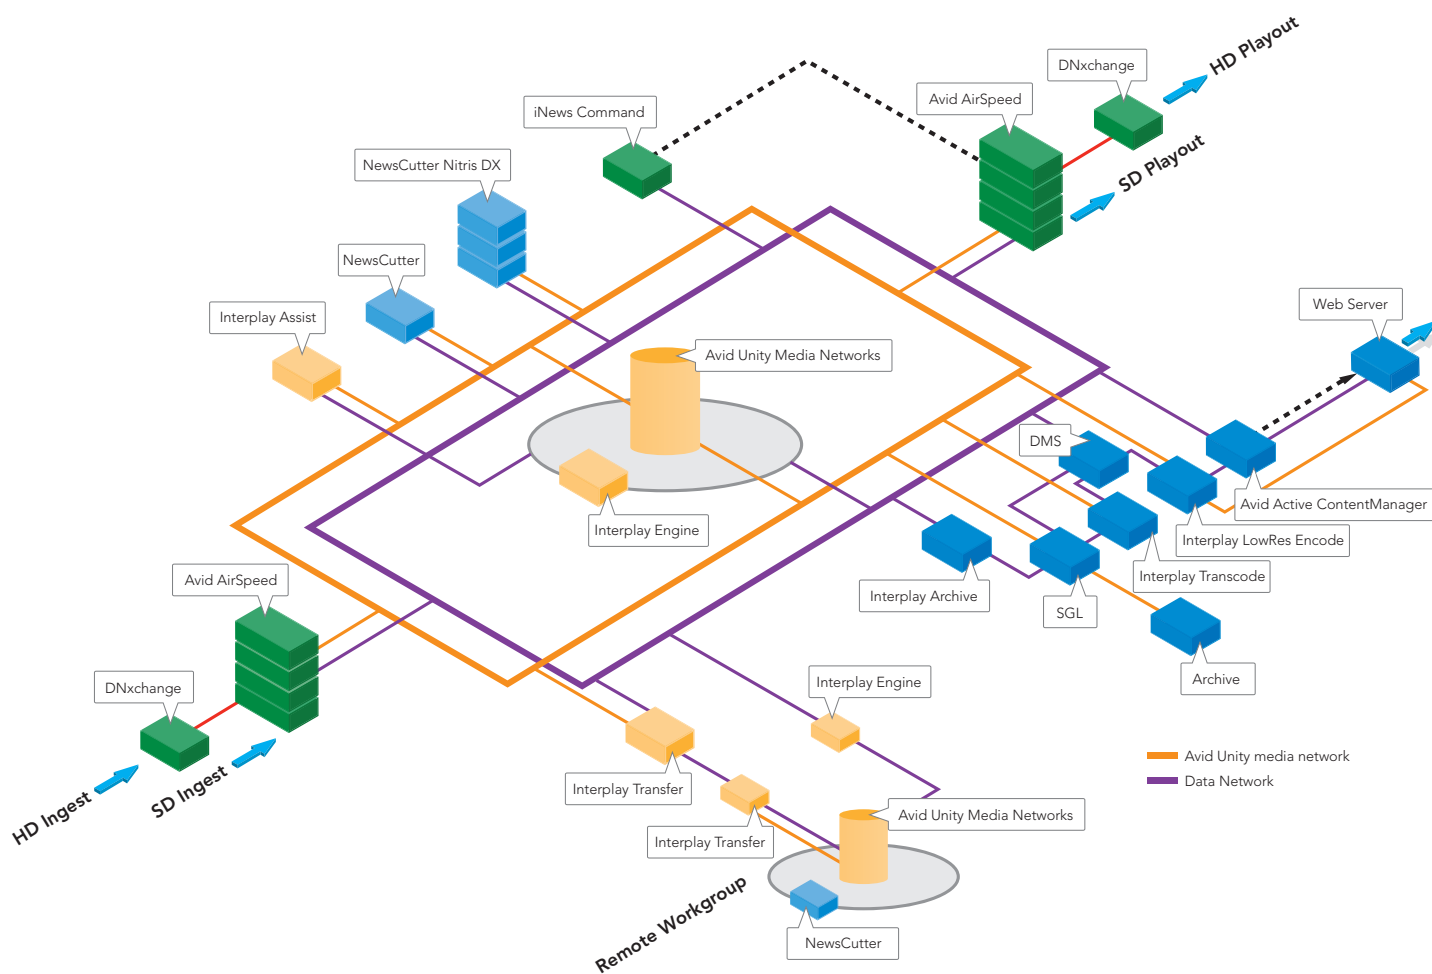 HD Playout
DNxchange
Avid AirSpeed
iNews Command
SD Playout
NewsCutter Nitris DX
NewsCutter
Web Server
Interplay Assist
Avid Unity Media Networks
DMS
Avid Active ContentManager
Interplay Engine
Interplay LowRes Encode
Interplay Transcode
Avid AirSpeed
Interplay Archive
SGL
Archive
DNxchange
Interplay Engine
Avid Unity media network
Data Network
SD Ingest
HD Ingest
Interplay Transfer
Avid Unity Media Networks
Interplay Transfer
Remote Workgroup
NewsCutter